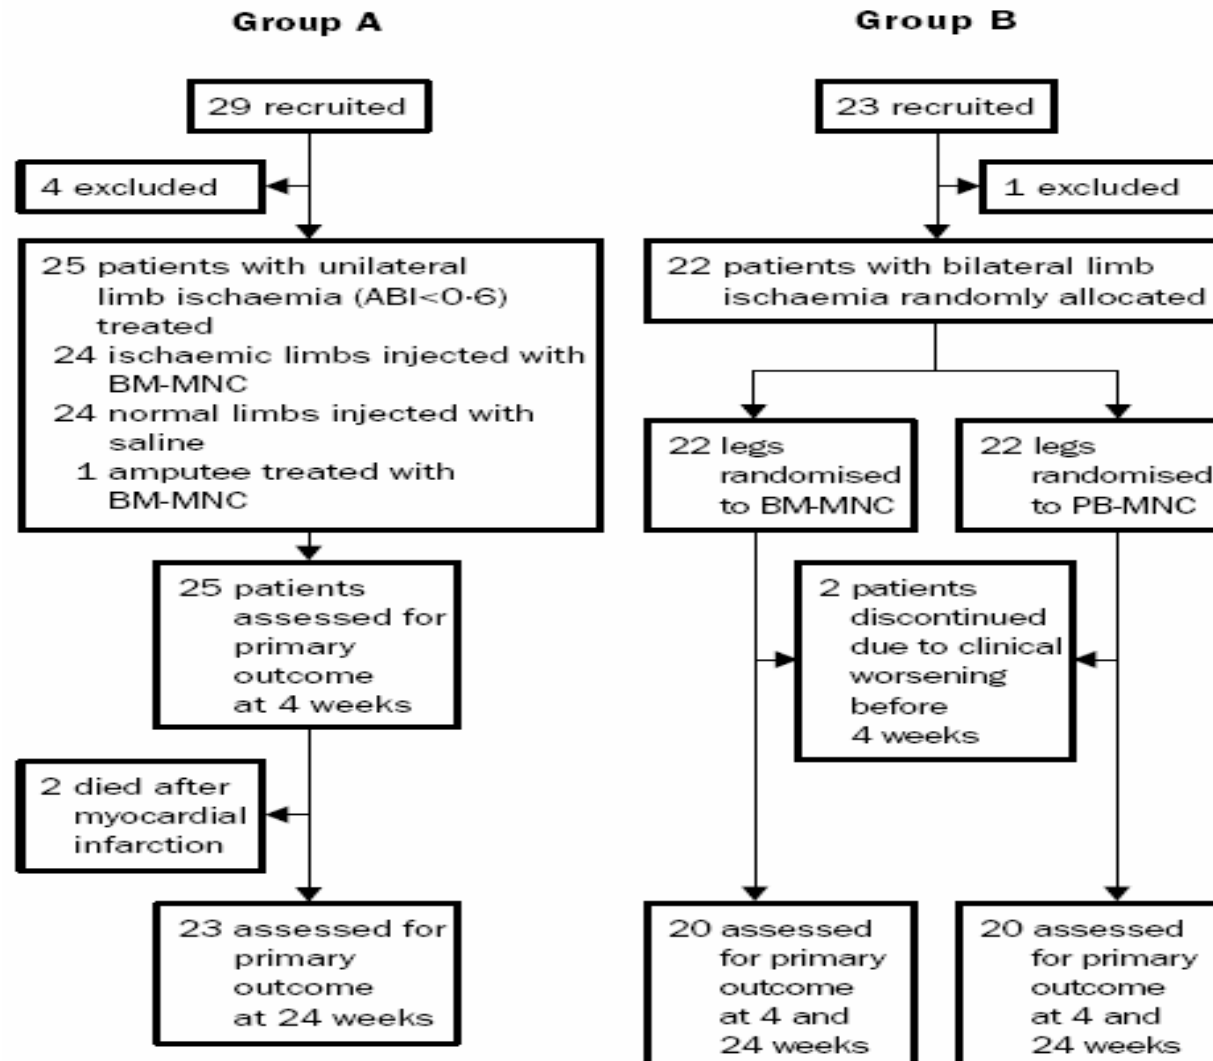 Group A
29 recruited
4 excluded
25 patients with unilateral
limb ischaemia (ABI<0·6)
treated
24 ischaemic limbs injected with
BM-MNC
24 normal limbs injected with
saline
1 amputee treated with
BM-MNC
25 patients
assessed for
primary
outcome
at 4 weeks
2 died after
myocardial
infarction
23 assessed for
primary
outcome
at 24 weeks
Group B
23 recruited
1 excluded
22 patients with bilateral limb
ischaemia randomly allocated
22 legs
randomised
to BM-MNC
22 legs
randomised
to PB-MNC
2 patients
discontinued
due to clinical
worsening
before
4 weeks
20 assessed
for primary
outcome
at 4 and
24 weeks
20 assessed
for primary
outcome
at 4 and
24 weeks